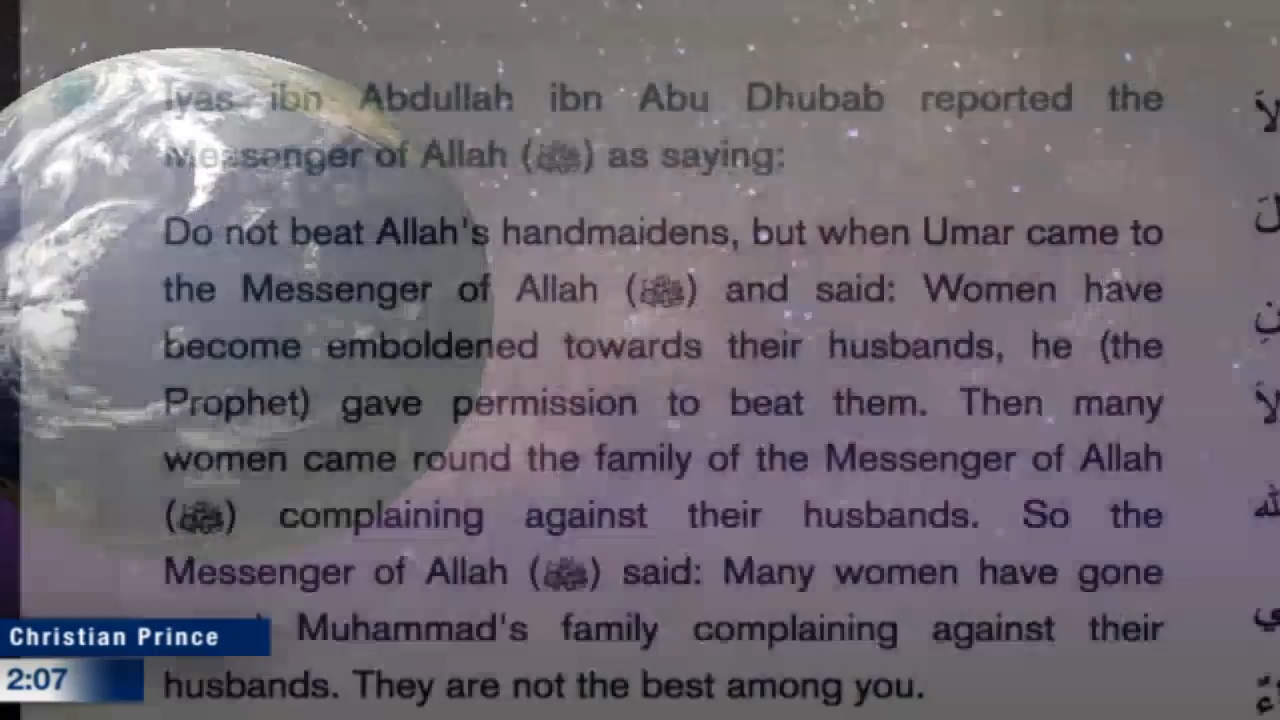 Iyas ibn Abdullah ibn Abu Dhubab reported the
Messenger of Allah (ﷺ) as saying:
Do not beat Allah's handmaidens, but when Umar came to
the Messenger of Allah (ﷺ) and said: Women have
become emboldened towards their husbands, he (the
Prophet) gave permission to beat them. Then many
women came round the family of the Messenger of Allah
(ﷺ) complaining against their husbands. So the
Messenger of Allah (ﷺ) said: Many women have gone
Muhammad's family complaining against their
husbands. They are not the best among you.
Christian Prince
2:07